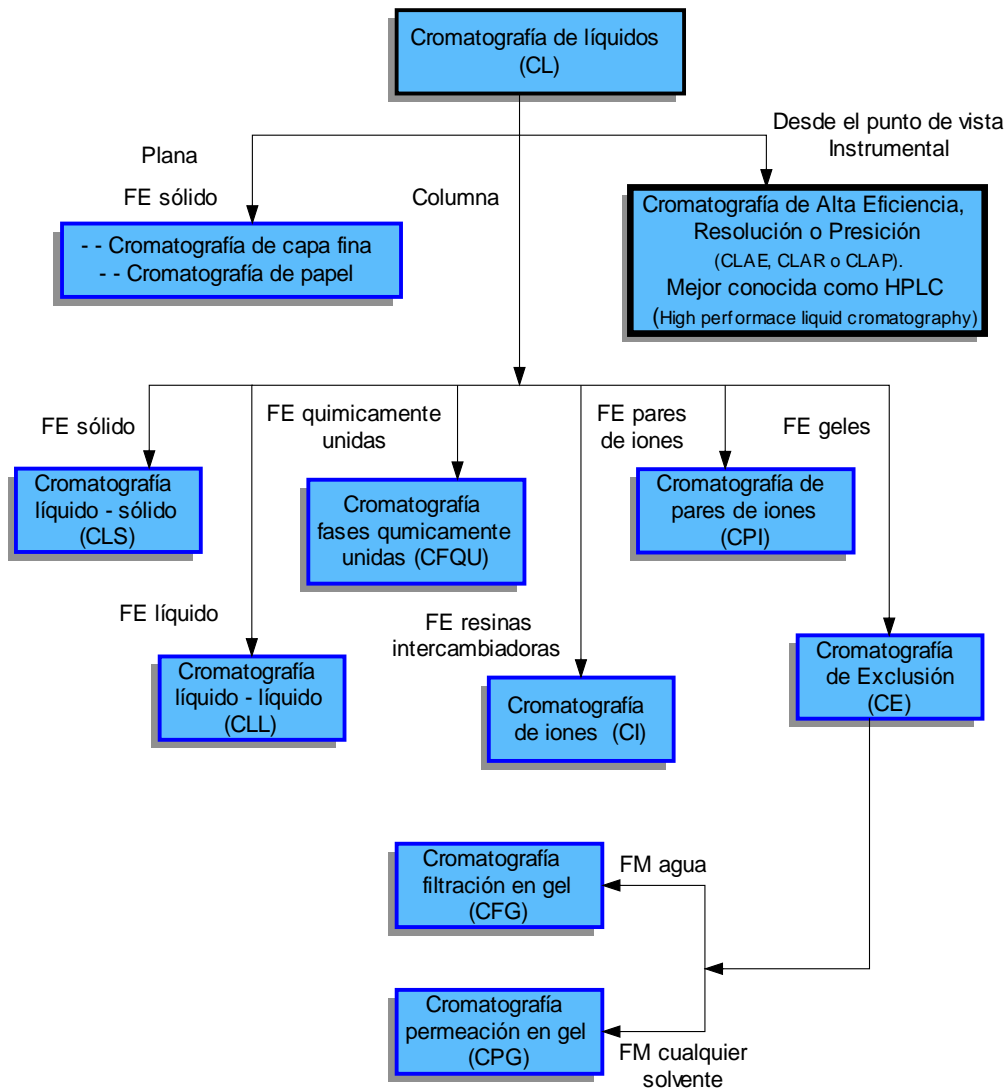 Cromatografía de líquidos
(CL)
Desde el punto de vista
Instrumental
Plana
FE sólido
Columna
- - Cromatografía de capa fina
- - Cromatografía de papel
Cromatografía de Alta Eficiencia,
Resolución o Presición
(CLAE, CLAR o CLAP).
Mejor conocida como HPLC
(High performace liquid cromatography)
FE sólido
FE quimicamente
unidas
FE pares
de iones
FE geles
Cromatografía
líquido - sólido
(CLS)
Cromatografía
fases qumicamente
unidas (CFQU)
Cromatografía de
pares de iones
(CPI)
FE líquido
FE resinas
intercambiadoras
Cromatografía
líquido - líquido
(CLL)
Cromatografía
de iones (CI)
Cromatografía
de Exclusión
(CE)
Cromatografía
filtración en gel
(CFG)
FM agua
Cromatografía
permeación en gel
(CPG)
FM cualquier
solvente